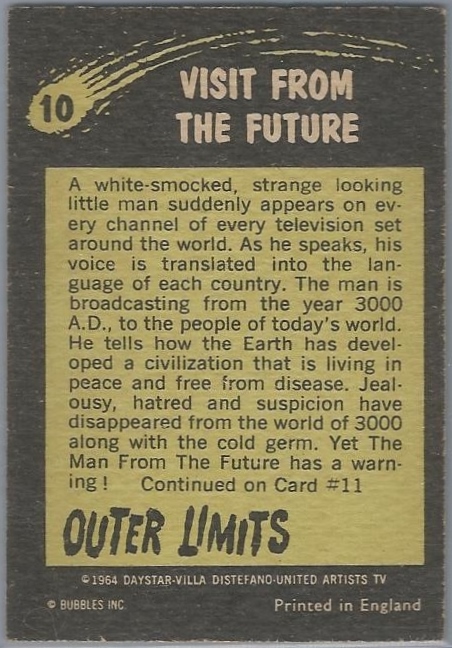 10
VISIT FROM
THE FUTURE
A white-smocked, strange looking
little man suddenly appears on ev-
ery channel of every television set
around the world. As he speaks, his
voice is translated into the lan-
guage of each country. The man is
broadcasting from the year 3000
A.D., to the people of today's world.
He tells how the Earth has devel-
oped a civilization that is living in
peace and free from disease. Jeal-
ousy, hatred and suspicion have
disappeared from the world of 3000
along with the cold germ. Yet The
Man From The Future has a warn-
ing! Continued on Card #11
OUTER LIMITS
© 1964 DAYSTAR-VILLA DISTEFANO-UNITED ARTISTS TV
© BUBBLES INC. Printed in England